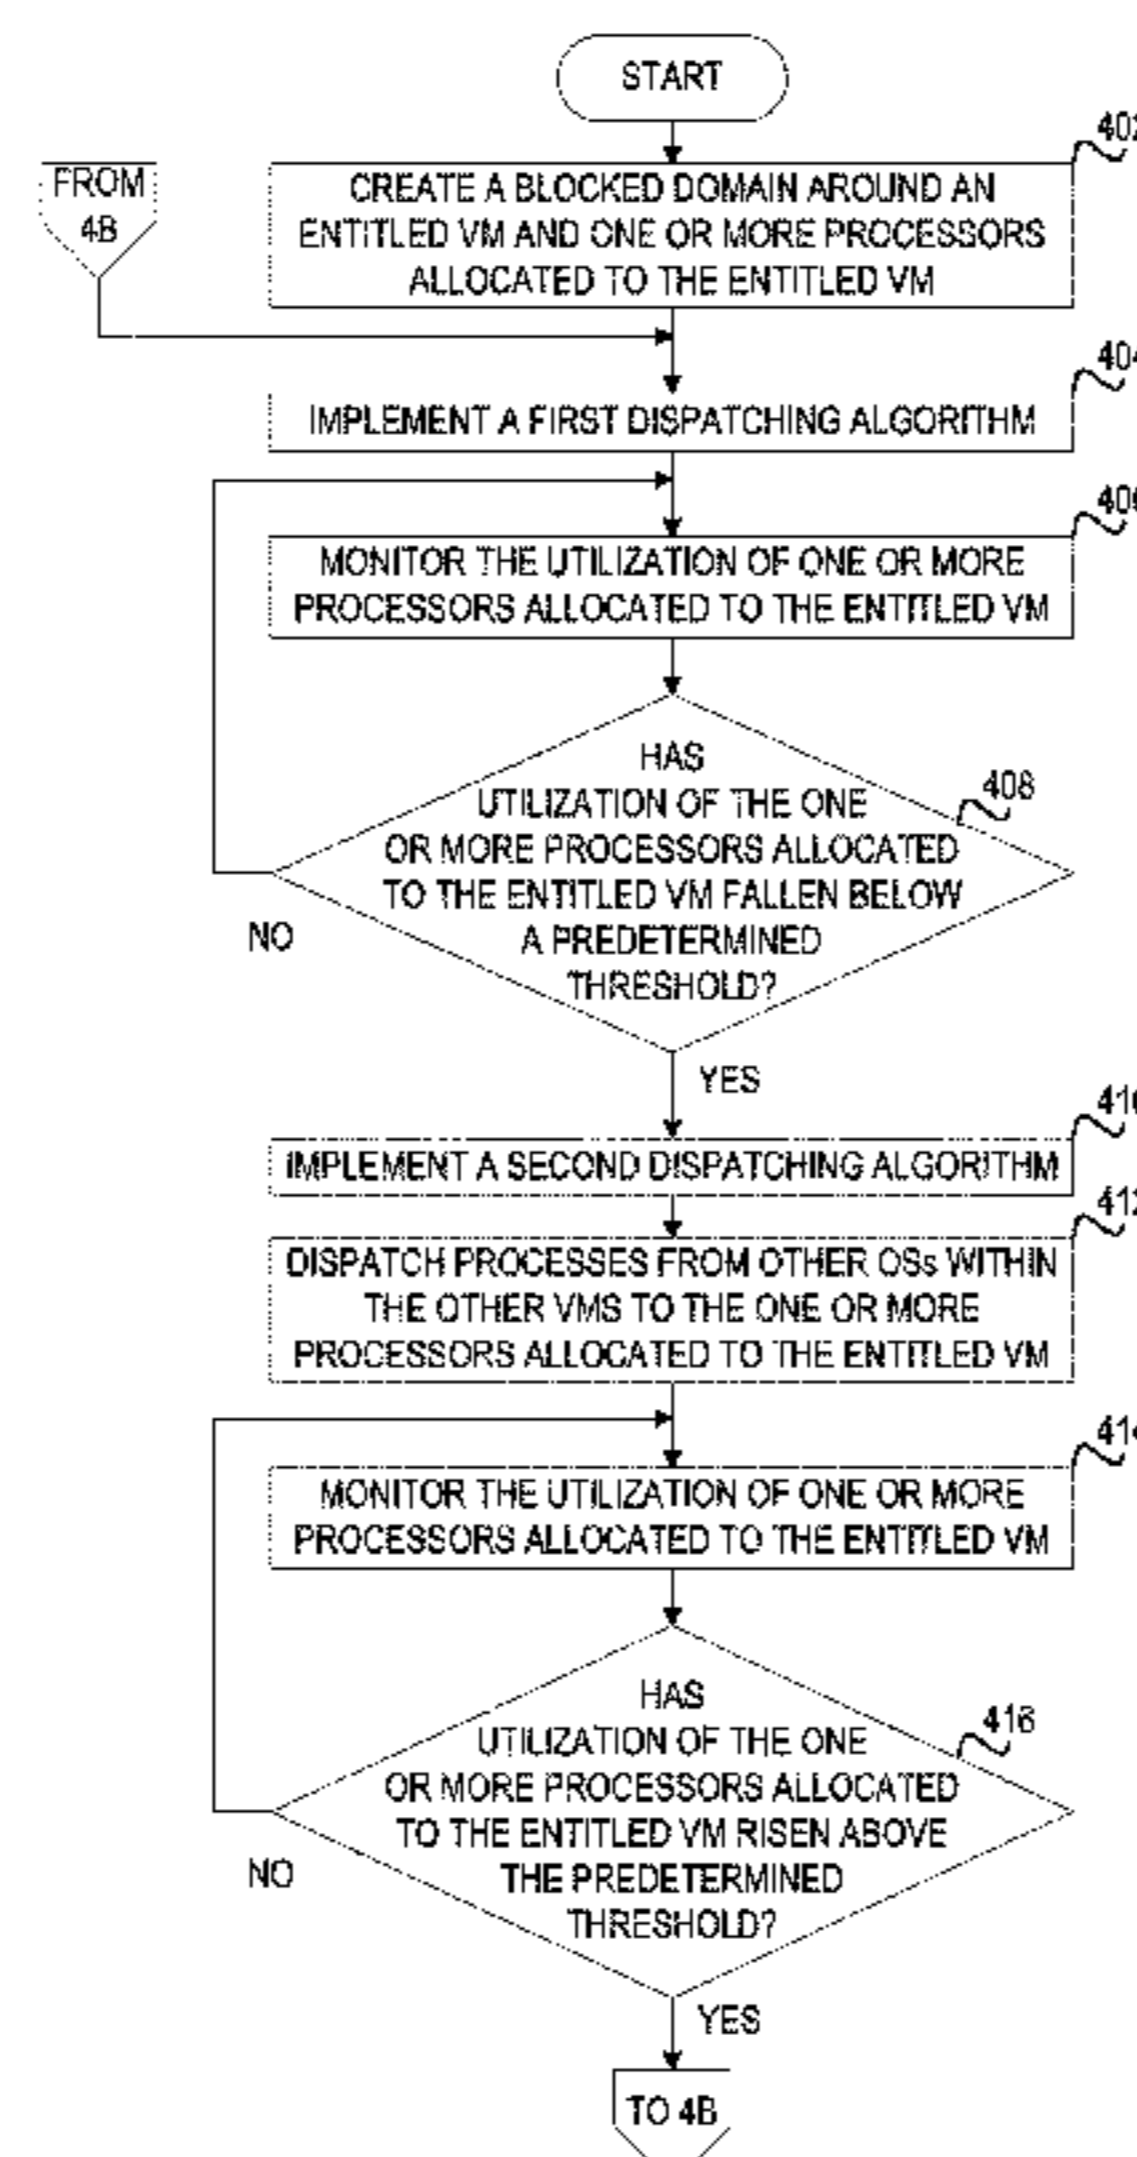 START
402
FROM
4B
CREATE A BLOCKED DOMAIN AROUND AN
ENTITLED VM AND ONE OR MORE PROCESSORS
ALLOCATED TO THE ENTITLED VM
404
IMPLEMENT A FIRST DISPATCHING ALGORITHM
406
MONITOR THE UTILIZATION OF ONE OR MORE
PROCESSORS ALLOCATED TO THE ENTITLED VM
HAS
UTILIZATION OF THE ONE
OR MORE PROCESSORS ALLOCATED
TO THE ENTITLED VM FALLEN BELOW
A PREDETERMINED
THRESHOLD?
408
NO
YES
410
IMPLEMENT A SECOND DISPATCHING ALGORITHM
412
DISPATCH PROCESSES FROM OTHER OSs WITHIN
THE OTHER VMS TO THE ONE OR MORE
PROCESSORS ALLOCATED TO THE ENTITLED VM
414
MONITOR THE UTILIZATION OF ONE OR MORE
PROCESSORS ALLOCATED TO THE ENTITLED VM
HAS
UTILIZATION OF THE ONE
OR MORE PROCESSORS ALLOCATED
TO THE ENTITLED VM RISEN ABOVE
THE PREDETERMINED
THRESHOLD?
416
NO
YES
TO 4B